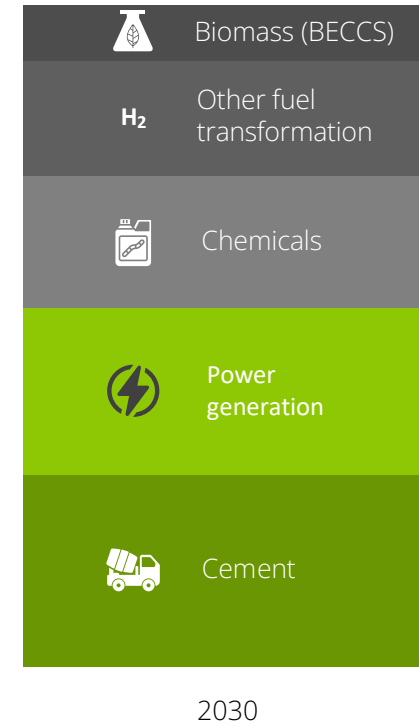 Biomass (BECCS)
H₂
Other fuel
transformation
Chemicals
Power
generation
Cement
2030